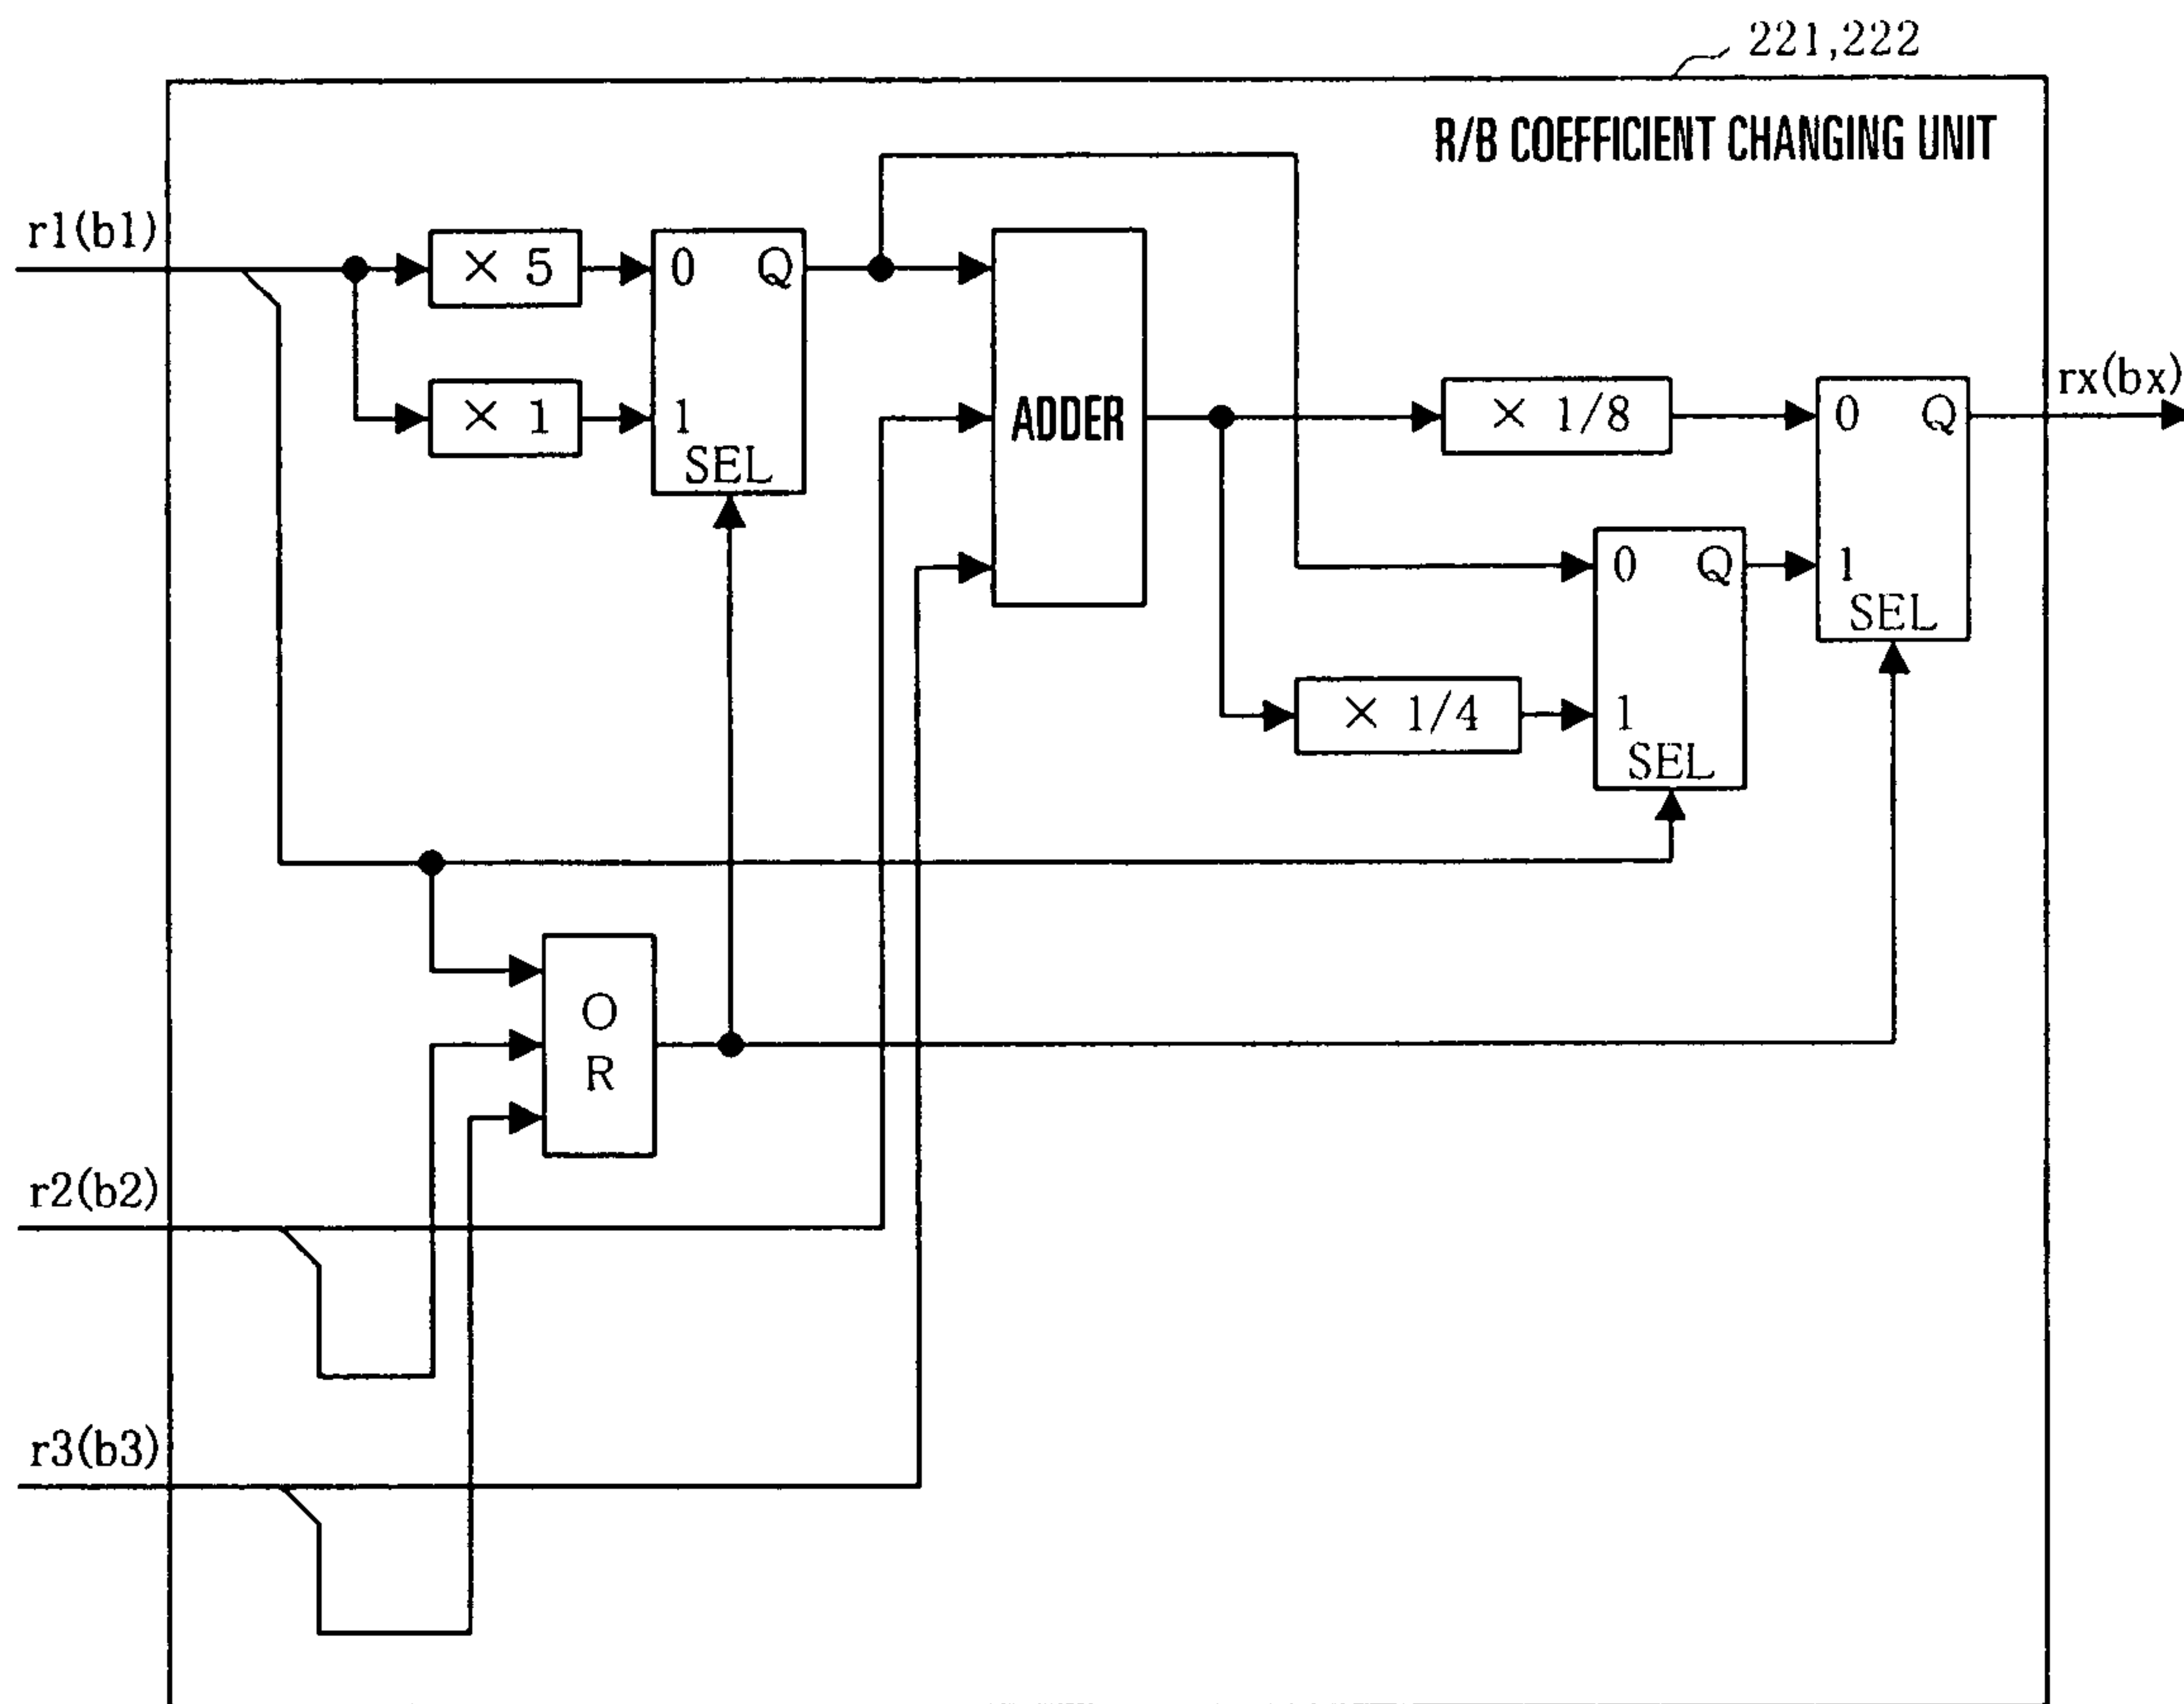 221,222
R/B COEFFICIENT CHANGING UNIT
r1(b1)
× 5
0 Q
× 1
1
SEL
ADDER
× 1/8
0 Q
rx(bx)
0 Q
1
SEL
× 1/4
1
SEL
O
R
r2(b2)
r3(b3)